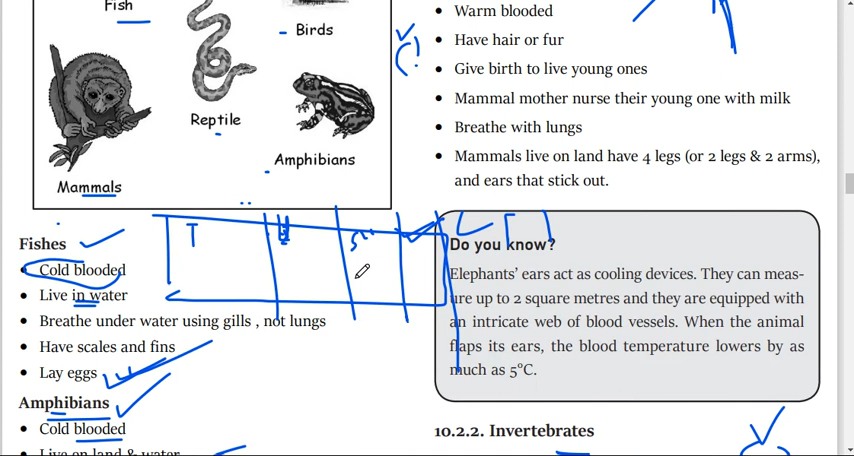 Fish
Birds
Reptile
Amphibians
Mammals
Fishes
• Cold blooded
• Live in water
• Breathe under water using gills , not lungs
• Have scales and fins
• Lay eggs
Amphibians
• Cold blooded
• Live on land & water
T
• Warm blooded
• Have hair or fur
• Give birth to live young ones
• Mammal mother nurse their young one with milk
• Breathe with lungs
• Mammals live on land have 4 legs (or 2 legs & 2 arms),
and ears that stick out.
Do you know?
Elephants’ ears act as cooling devices. They can meas-
ure up to 2 square metres and they are equipped with
an intricate web of blood vessels. When the animal
flaps its ears, the blood temperature lowers by as
much as 5°C.
10.2.2. Invertebrates